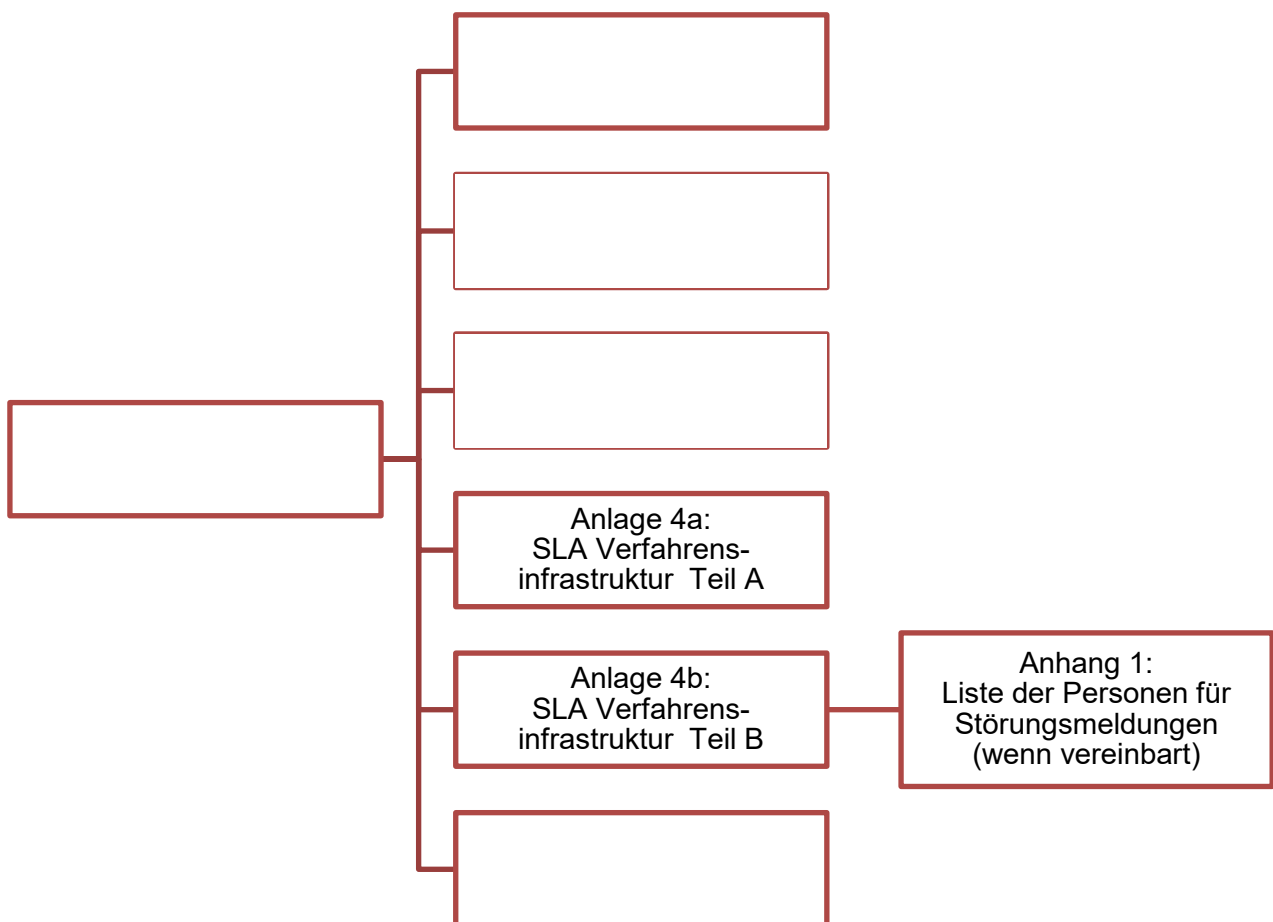 Anlage 4a:
SLA Verfahrens-
infrastruktur  Teil A
Anlage 4b:
SLA Verfahrens-
infrastruktur  Teil B
Anhang 1:
Liste der Personen für
Störungsmeldungen
(wenn vereinbart)